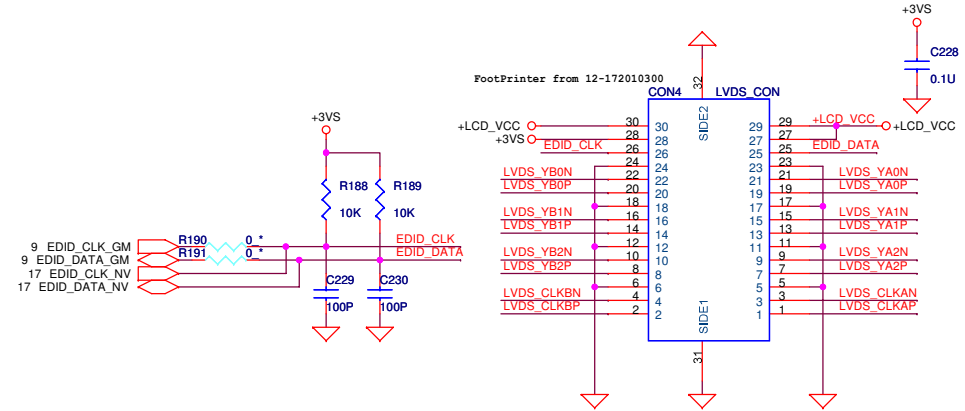 +3VS
C228
0.1U
FootPrinter from 12-172010300
CON4 LVDS_CON
32
SIDE2
+LCD_VCC 30 30 29 29 +LCD_VCC
+LCD_VCC
+3VS 28 28 27 27
EDID_CLK 26 26 25 25 EDID_DATA
24 24 23 23
LVDS_YB0N 22 22 21 21 LVDS_YA0N
LVDS_YB0P 20 20 19 19 LVDS_YA0P
18 18 17 17
LVDS_YB1N 16 16 15 15 LVDS_YA1N
LVDS_YB1P 14 14 13 13 LVDS_YA1P
12 12 11 11
LVDS_YB2N 10 10 9 9 LVDS_YA2N
LVDS_YB2P 8 8 7 7 LVDS_YA2P
6 6 5 5
LVDS_CLKBN 4 4 3 3 LVDS_CLKAN
LVDS_CLKBP 2 2 1 1 LVDS_CLKAP
SIDE1
31
+3VS
R188 R189
10K 10K
9 EDID_CLK_GM R190 0_* EDID_CLK
9 EDID_DATA_GM R191 0_* EDID_DATA
17 EDID_CLK_NV
17 EDID_DATA_NV
C229 C230
100P 100P